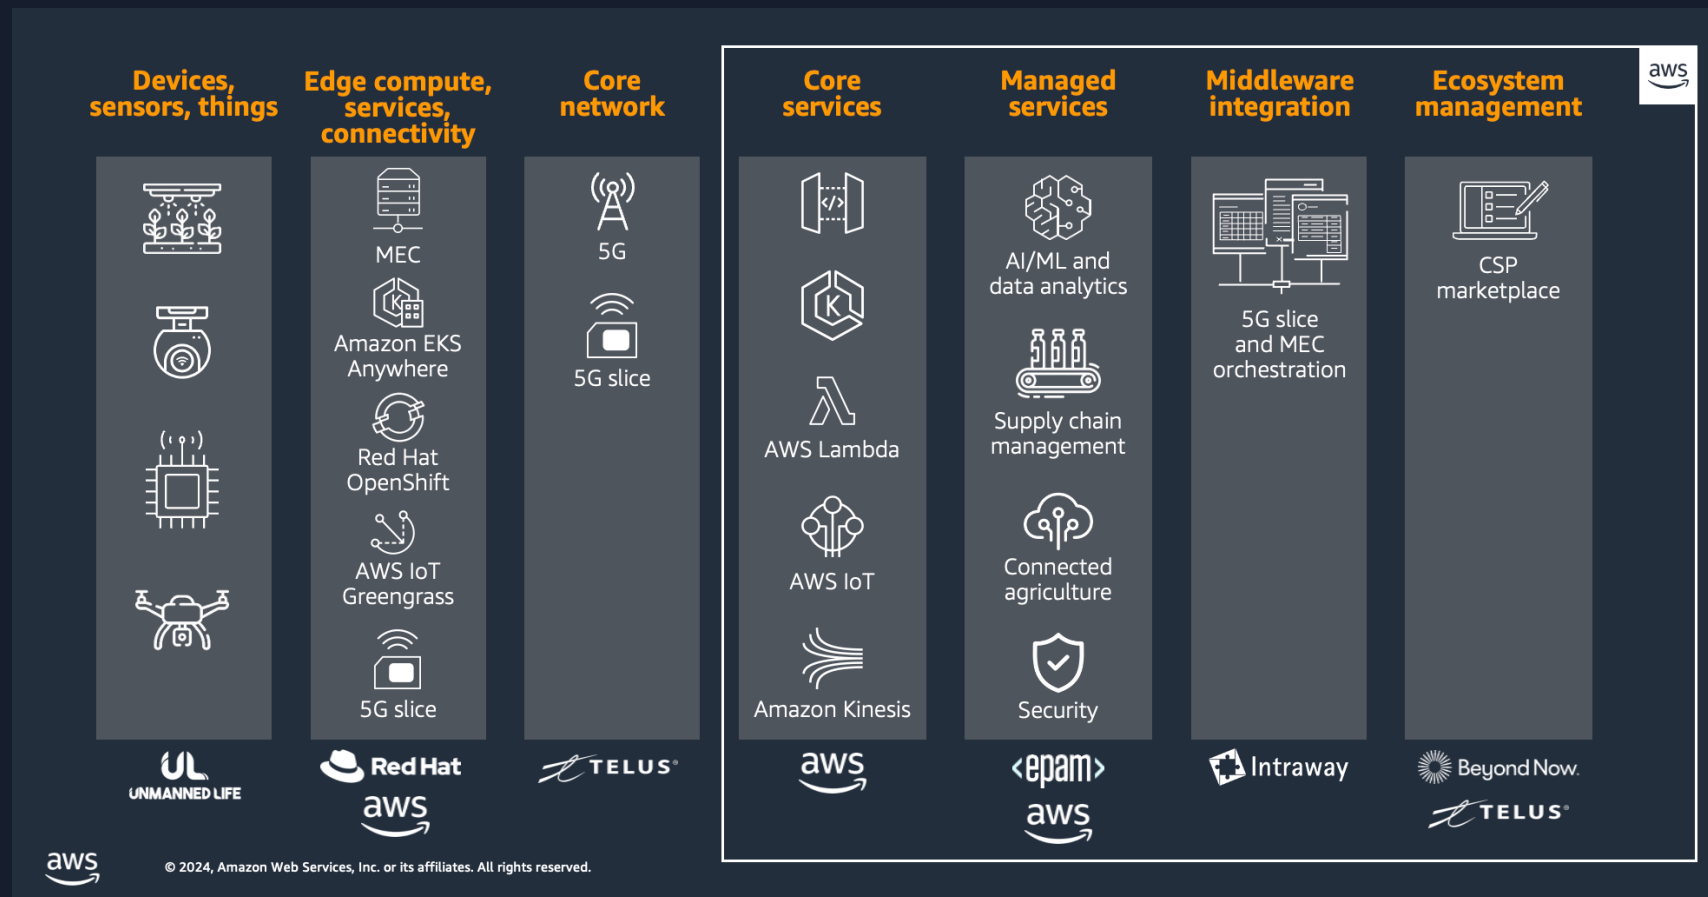 Devices,
sensors, things
Edge compute,
services,
connectivity
Core
network
Core
services
Managed
services
Middleware
integration
Ecosystem
management
aws
MEC
K
Amazon EKS
Anywhere
Red Hat
OpenShift
AWS IoT
Greengrass
5G slice
5G
5G slice
</>
K
AWS Lambda
AWS IoT
Amazon Kinesis
AI/ML and
data analytics
Supply chain
management
Connected
agriculture
Security
5G slice
and MEC
orchestration
CSP
marketplace
UL
UNMANNED LIFE
Red Hat
aws
TELUS®
aws
<epam>
aws
Intraway
Beyond Now.
TELUS®
aws
© 2024, Amazon Web Services, Inc. or its affiliates. All rights reserved.